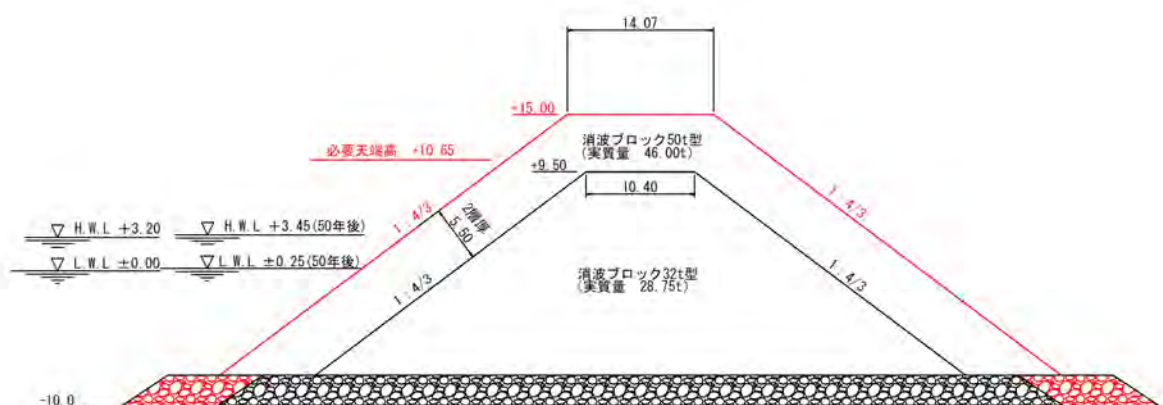 14.07
+15.00
消波ブロック50t型
(実質量 46.00t)
必要天端高 +10.65
+9.50
10.40
1:4/3
1:4/3
2層厚
5.50
H.W.L +3.20
H.W.L +3.45(50年後)
L.W.L ±0.00
L.W.L ±0.25(50年後)
1:4/3
1:4/3
消波ブロック32t型
(実質量 28.75t)
-10.0